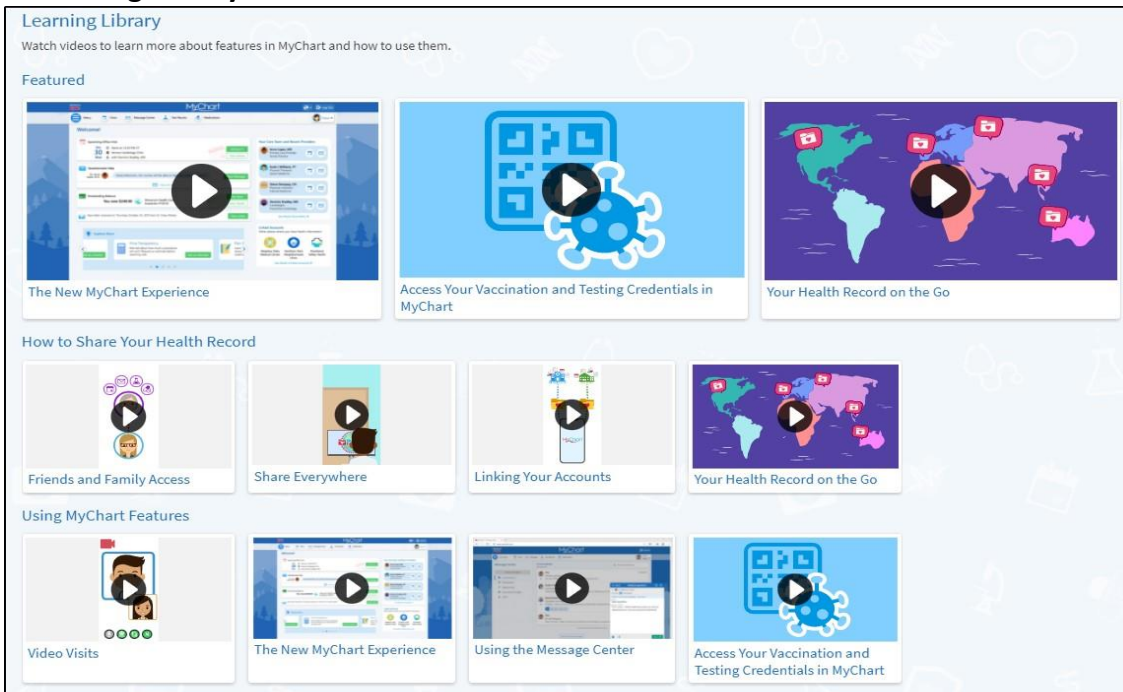 Learning Library
Watch videos to learn more about features in MyChart and how to use them.
Featured
MyChart
Welcome!
The New MyChart Experience
Access Your Vaccination and Testing Credentials in
MyChart
Your Health Record on the Go
How to Share Your Health Record
Friends and Family Access
Share Everywhere
Linking Your Accounts
Your Health Record on the Go
Using MyChart Features
Video Visits
The New MyChart Experience
Using the Message Center
Access Your Vaccination and
Testing Credentials in MyChart